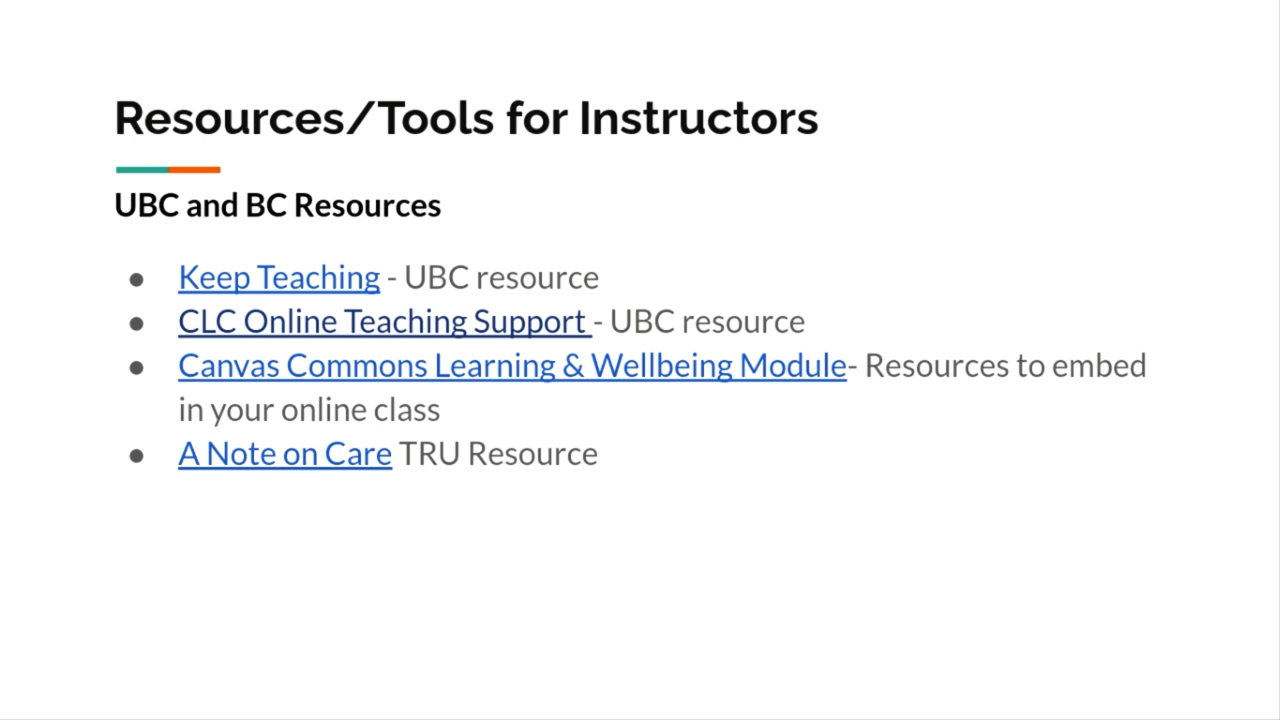 Resources/Tools for Instructors
UBC and BC Resources
● Keep Teaching - UBC resource
● CLC Online Teaching Support - UBC resource
● Canvas Commons Learning & Wellbeing Module- Resources to embed
in your online class
● A Note on Care TRU Resource